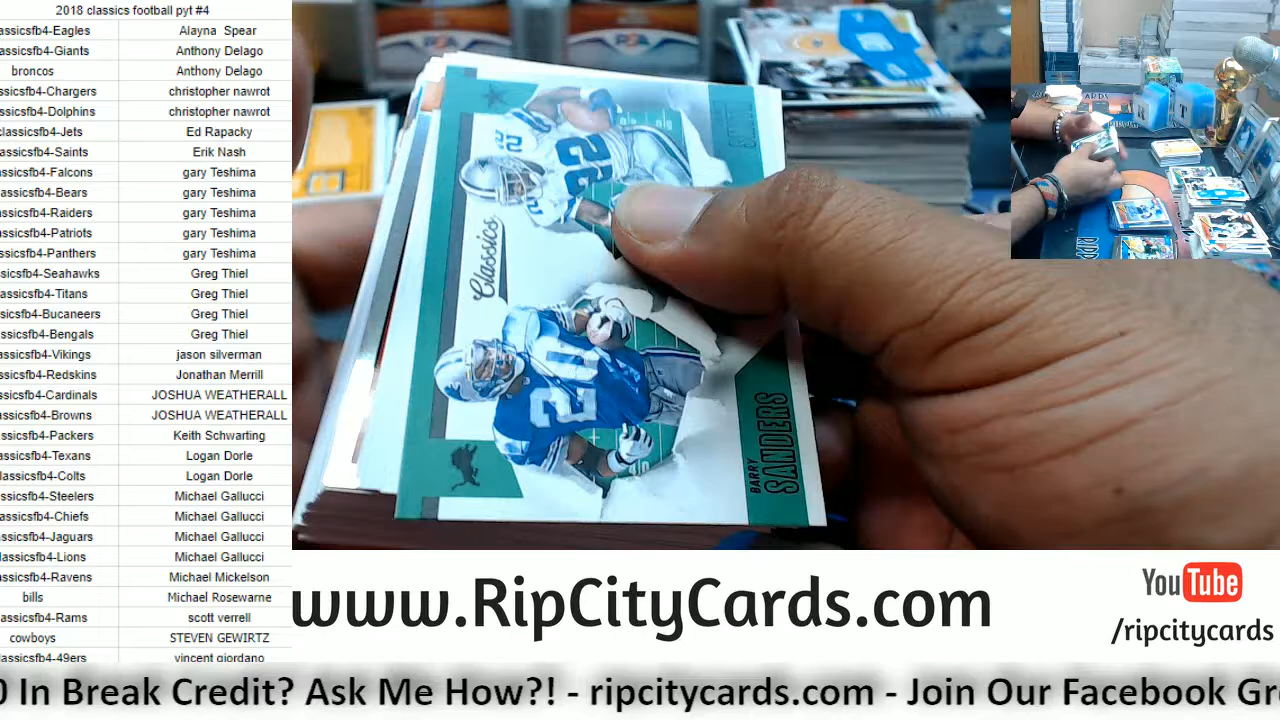 2018 classics football pyt #4
assicsfb4-Eagles Alayna Spear
assicsfb4-Giants Anthony Delago
broncos Anthony Delago
assicsfb4-Chargers christopher nawrot
assicsfb4-Dolphins christopher nawrot
classicsfb4-Jets Ed Rapacky
assicsfb4-Saints Erik Nash
assicsfb4-Falcons gary Teshima
assicsfb4-Bears gary Teshima
assicsfb4-Raiders gary Teshima
assicsfb4-Patriots gary Teshima
assicsfb4-Panthers gary Teshima
ssicsfb4-Seahawks Greg Thiel
assicsfb4-Titans Greg Thiel
ssicsfb4-Bucaneers Greg Thiel
assicsfb4-Bengals Greg Thiel
assicsfb4-Vikings jason silverman
assicsfb4-Redskins Jonathan Merrill
assicsfb4-Cardinals JOSHUA WEATHERALL
assicsfb4-Browns JOSHUA WEATHERALL
assicsfb4-Packers Keith Schwarting
assicsfb4-Texans Logan Dorle
lassicsfb4-Colts Logan Dorle
assicsfb4-Steelers Michael Gallucci
assicsfb4-Chiefs Michael Gallucci
assicsfb4-Jaguars Michael Gallucci
lassicsfb4-Lions Michael Gallucci
assicsfb4-Ravens Michael Mickelson
bills Michael Rosewarne
assicsfb4-Rams scott verrell
cowboys STEVEN GEWIRTZ
lassicsfb4-49ers vincent giordano
Classics
22
20
BARRY
SANDERS
www.RipCityCards.com
YouTube
/ripcitycards
0 In Break Credit? Ask Me How?! - ripcitycards.com - Join Our Facebook Gr